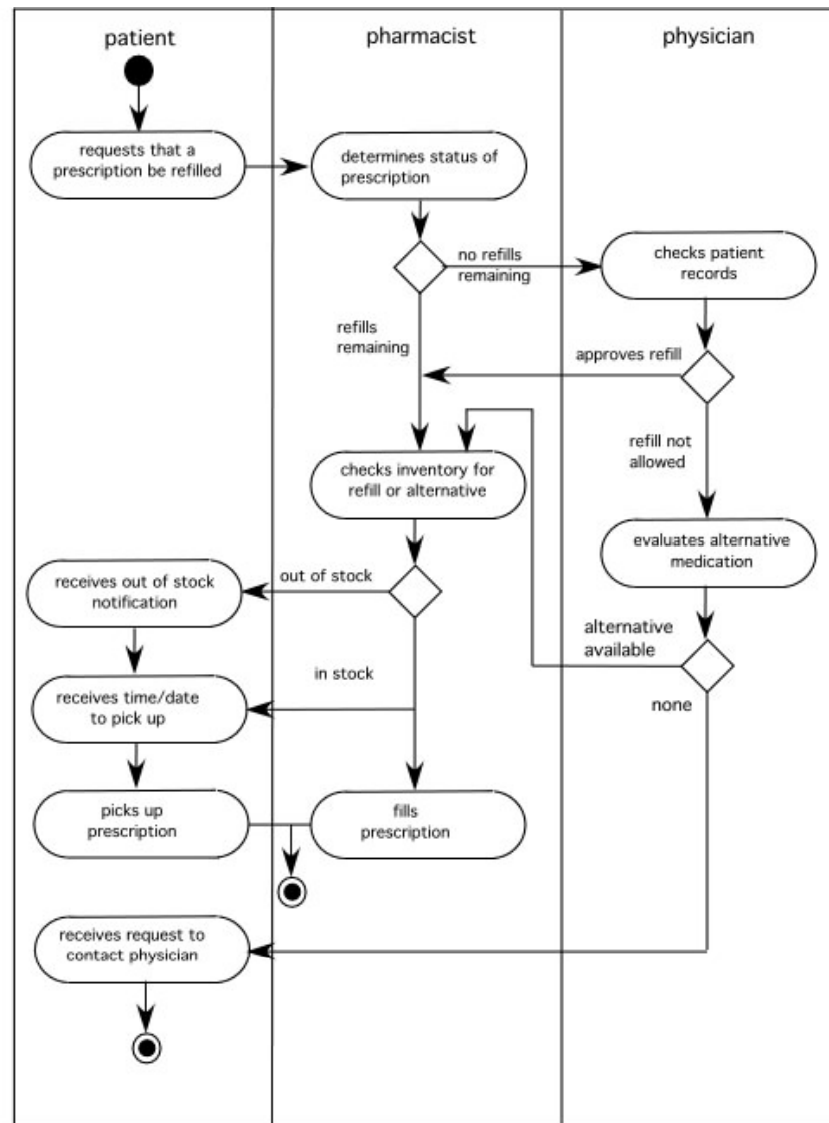 patient
pharmacist
physician
requests that a
prescription be refilled
determines status of
prescription
no refills
remaining
checks patient
records
refills
remaining
approves refill
refill not
allowed
checks inventory for
refill or alternative
evaluates alternative
medication
out of stock
receives out of stock
notification
alternative
available
in stock
receives time/date
to pick up
none
picks up
prescription
fills
prescription
receives request to
contact physician